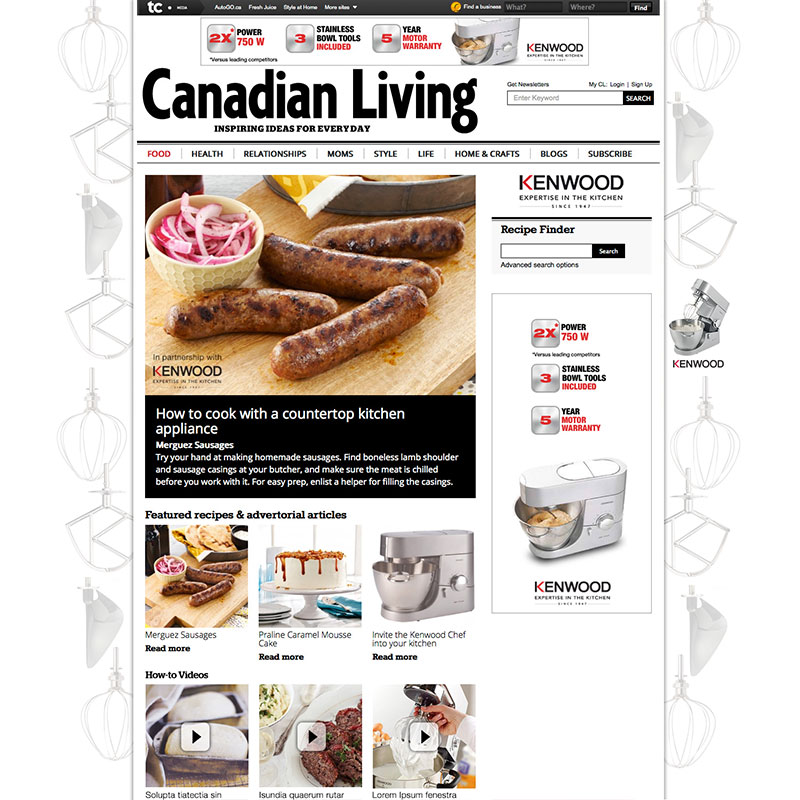 tc • MEDIA AutoGO.ca Fresh Juice Style at Home More sites Find a business What? Where? Find
2X* POWER 750 W
3 STAINLESS BOWL TOOLS INCLUDED
5 YEAR MOTOR WARRANTY
*Versus leading competitors
KENWOOD
EXPERTISE IN THE KITCHEN
SINCE 1947
Canadian Living
INSPIRING IDEAS FOR EVERY DAY
Get Newsletters My CL: Login | Sign Up
Enter Keyword SEARCH
FOOD HEALTH RELATIONSHIPS MOMS STYLE LIFE HOME & CRAFTS BLOGS SUBSCRIBE
In partnership with
KENWOOD
EXPERTISE IN THE KITCHEN
SINCE 1947
How to cook with a countertop kitchen
appliance
Merguez Sausages
Try your hand at making homemade sausages. Find boneless lamb shoulder
and sausage casings at your butcher, and make sure the meat is chilled
before you work with it. For easy prep, enlist a helper for filling the casings.
KENWOOD
EXPERTISE IN THE KITCHEN
SINCE 1947
Recipe Finder
Search
Advanced search options
2X* POWER
750 W
*Versus leading competitors
3 STAINLESS
BOWL TOOLS
INCLUDED
5 YEAR
MOTOR
WARRANTY
KENWOOD
EXPERTISE IN THE KITCHEN
SINCE 1947
KENWOOD
Featured recipes & advertorial articles
Merguez Sausages
Read more
Praline Caramel Mousse
Cake
Read more
Invite the Kenwood Chef
into your kitchen
Read more
How-to Videos
Solupta tiatectia sin
Isundia quaerum rutar
Lorem Ipsum fenestra